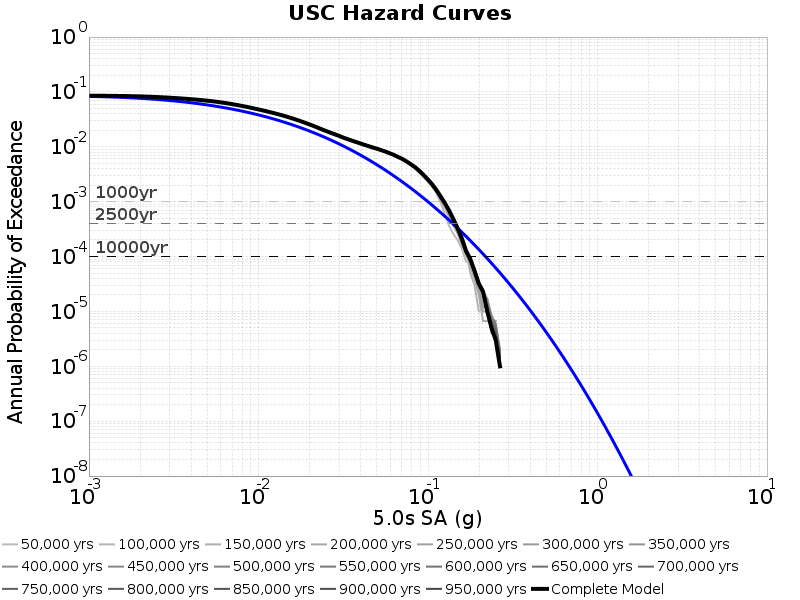 USC Hazard Curves
Annual Probability of Exceedance
10^0
10^-1
10^-2
10^-3
10^-4
10^-5
10^-6
10^-7
10^-8
1000yr
2500yr
10000yr
10^-3 10^-2 10^-1 10^0 10^1
5.0s SA (g)
50,000 yrs 100,000 yrs 150,000 yrs 200,000 yrs 250,000 yrs 300,000 yrs 350,000 yrs
400,000 yrs 450,000 yrs 500,000 yrs 550,000 yrs 600,000 yrs 650,000 yrs 700,000 yrs
750,000 yrs 800,000 yrs 850,000 yrs 900,000 yrs 950,000 yrs Complete Model